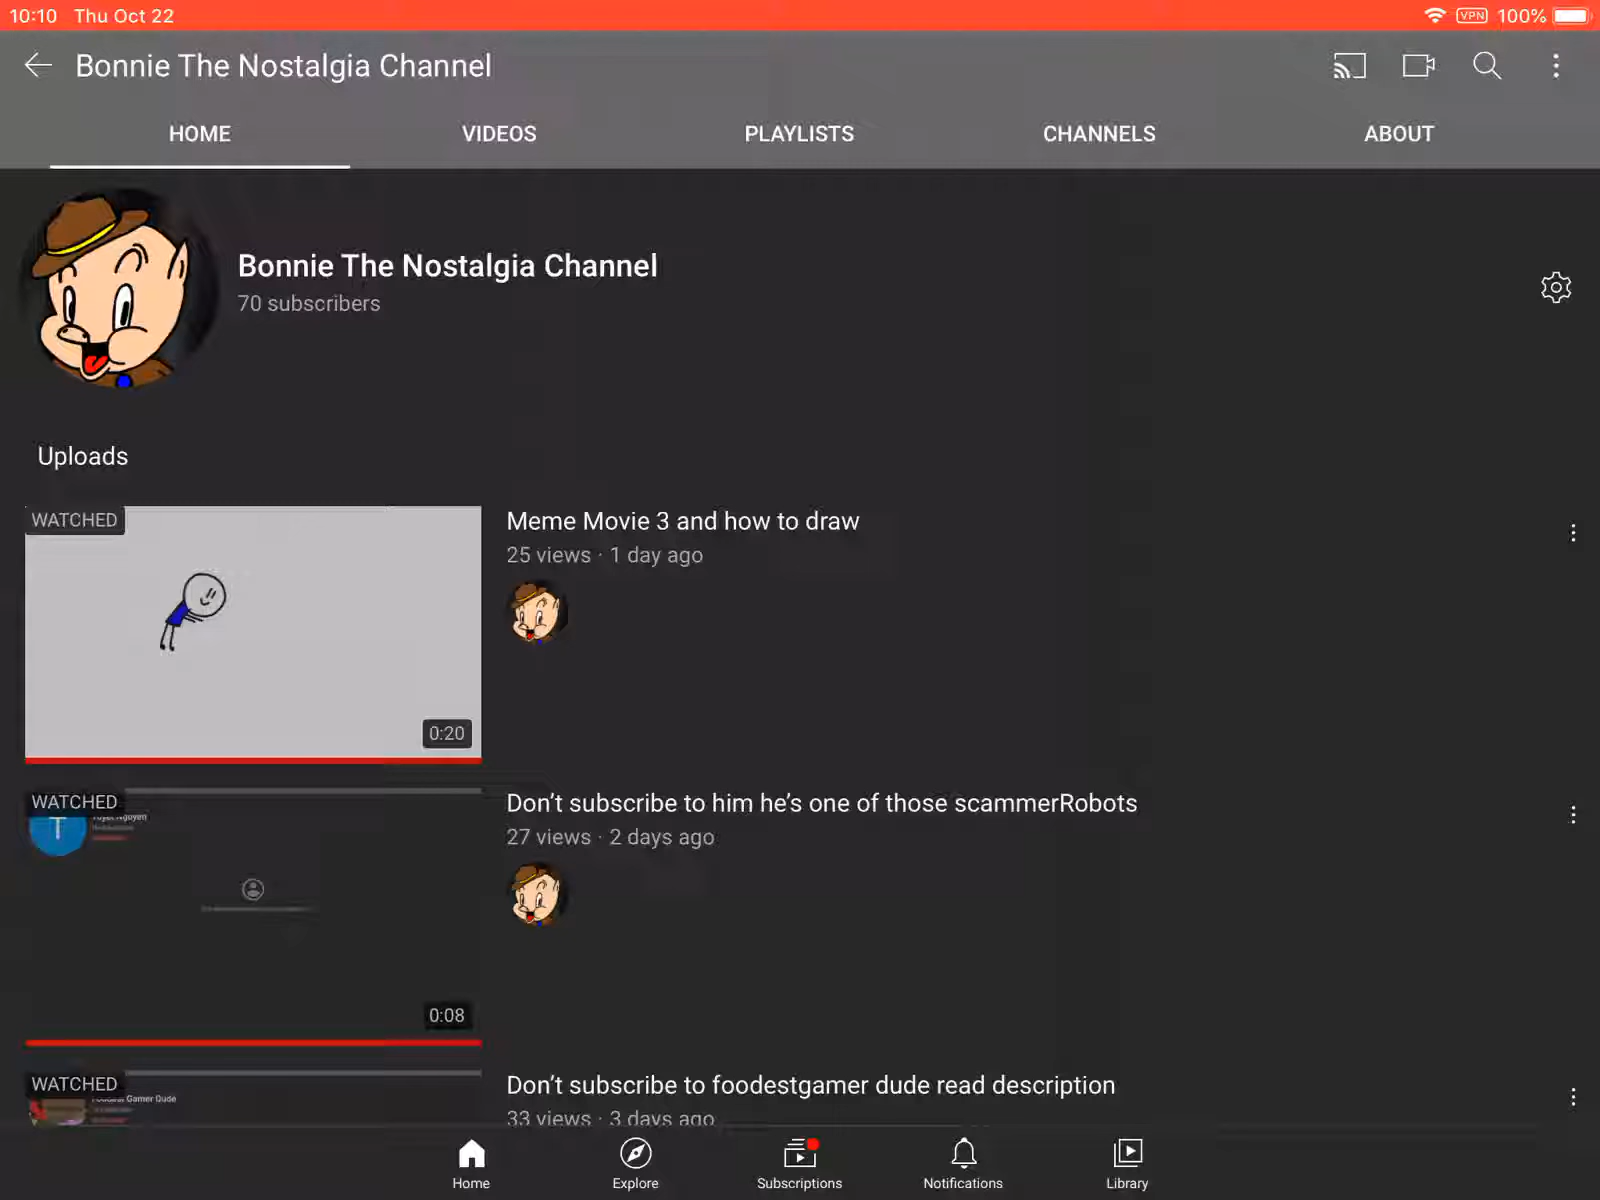 10:10 Thu Oct 22
VPN 100%
Bonnie The Nostalgia Channel
HOME VIDEOS PLAYLISTS CHANNELS ABOUT
Bonnie The Nostalgia Channel
70 subscribers
Uploads
WATCHED
0:20
Meme Movie 3 and how to draw
25 views · 1 day ago
WATCHED
T
Nguyen
0:08
Don’t subscribe to him he’s one of those scammerRobots
27 views · 2 days ago
WATCHED
Gamer Dude
Don’t subscribe to foodestgamer dude read description
33 views · 3 days ago
Home Explore Subscriptions Notifications Library